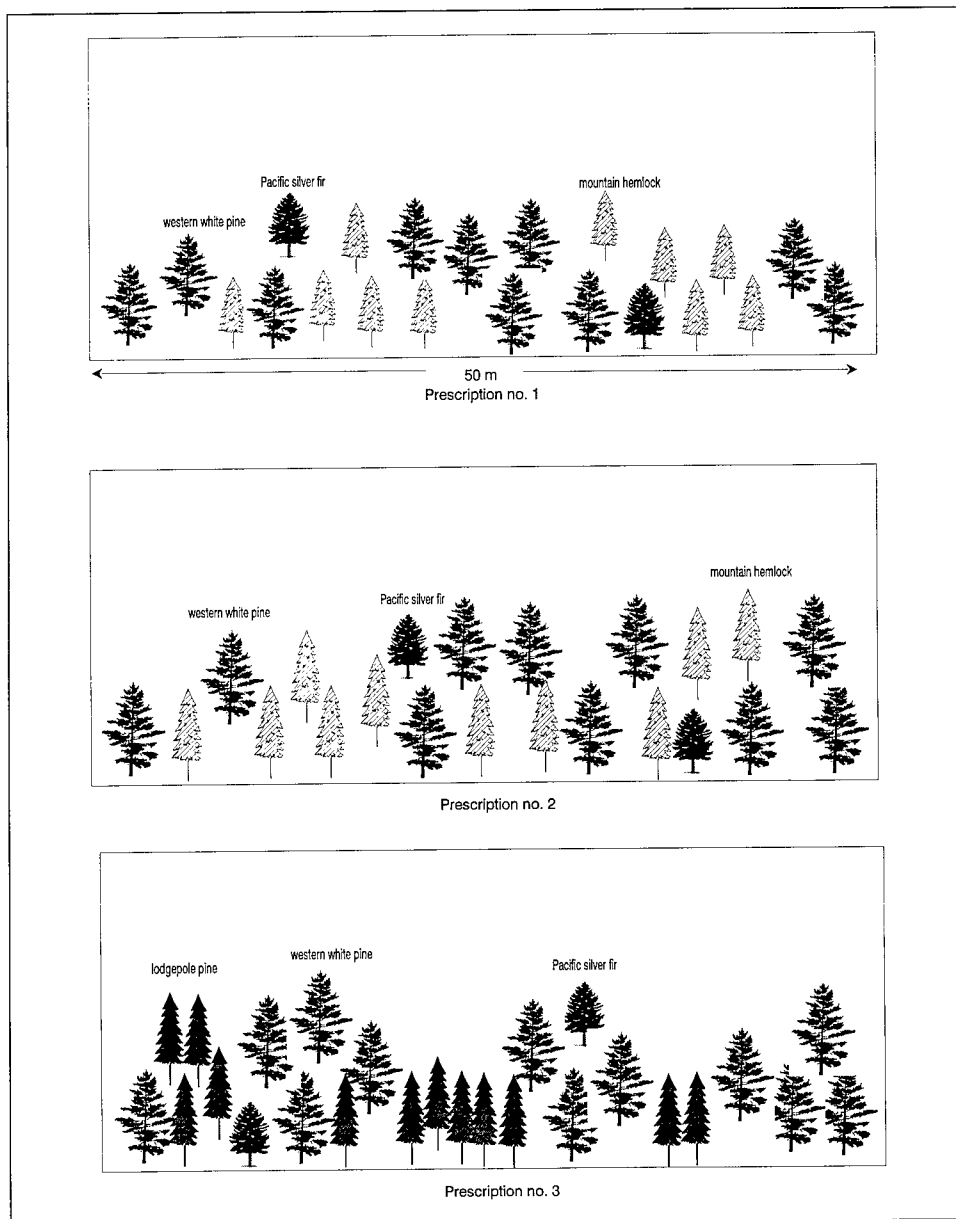 Pacific silver fir
mountain hemlock
western white pine
50 m
Prescription no. 1
mountain hemlock
Pacific silver fir
western white pine
Prescription no. 2
western white pine
Pacific silver fir
lodgepole pine
Prescription no. 3